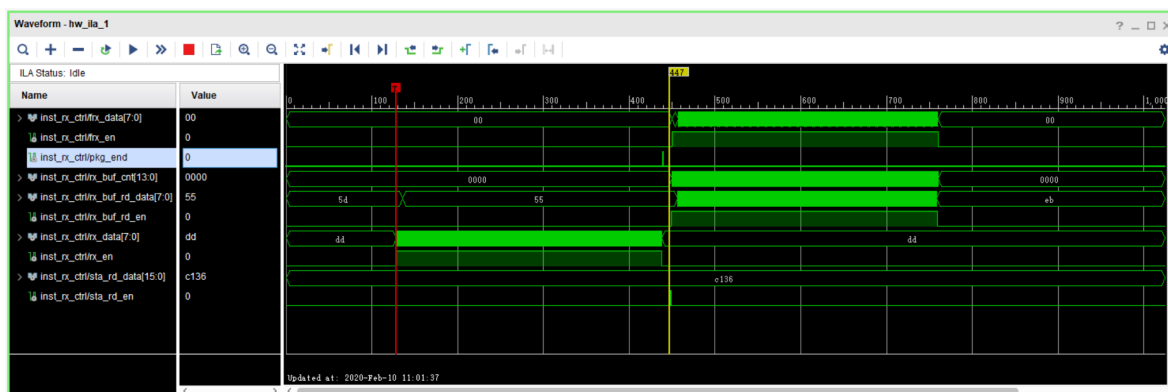 Waveform - hw_ila_1
ILA Status: Idle
447
Name Value
T
0 100 200 300 400 500 600 700 800 900 1,000
inst_rx_ctrl/frx_data[7:0] 00 00 00
inst_rx_ctrl/frx_en 0
inst_rx_ctrl/pkg_end 0
inst_rx_ctrl/rx_buf_cnt[13:0] 0000 0000 0000
inst_rx_ctrl/rx_buf_rd_data[7:0] 55 5d 55 eb
inst_rx_ctrl/rx_buf_rd_en 0
inst_rx_ctrl/rx_data[7:0] dd dd dd
inst_rx_ctrl/rx_en 0
inst_rx_ctrl/sta_rd_data[15:0] c136 c136
inst_rx_ctrl/sta_rd_en 0
Updated at: 2020-Feb-10 11:01:37